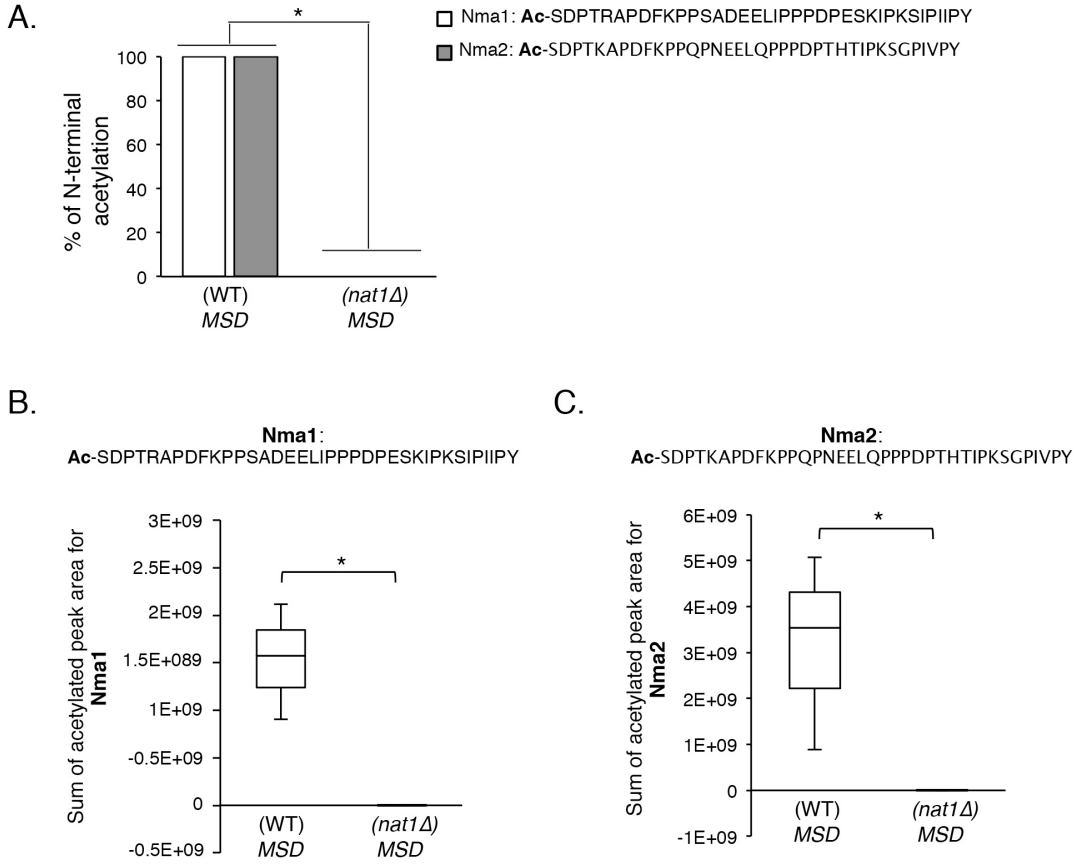 A.
*
Nma1: Ac-SDPTRAPDFKPPSADEELIPPPDPESKIPKSIPIIPY
Nma2: Ac-SDPTKAPDFKPPQPNEELQPPPDPTHTIPKSGPIVPY
% of N-terminal
acetylation
100
80
60
40
20
0
(WT)
MSD
(nat1Δ)
MSD
B.
Nma1:
Ac-SDPTRAPDFKPPSADEELIPPPDPESKIPKSIPIIPY
Sum of acetylated peak area for
Nma1
3E+09
2.5E+09
2E+09
1.5E+089
1E+09
-0.5E+09
0
-0.5E+09
*
(WT)
MSD
(nat1Δ)
MSD
C.
Nma2:
Ac-SDPTKAPDFKPPQPNEELQPPPDPTHTIPKSGPIVPY
Sum of acetylated peak area for
Nma2
6E+09
5E+09
4E+09
3E+09
2E+09
1E+09
0
-1E+09
*
(WT)
MSD
(nat1Δ)
MSD